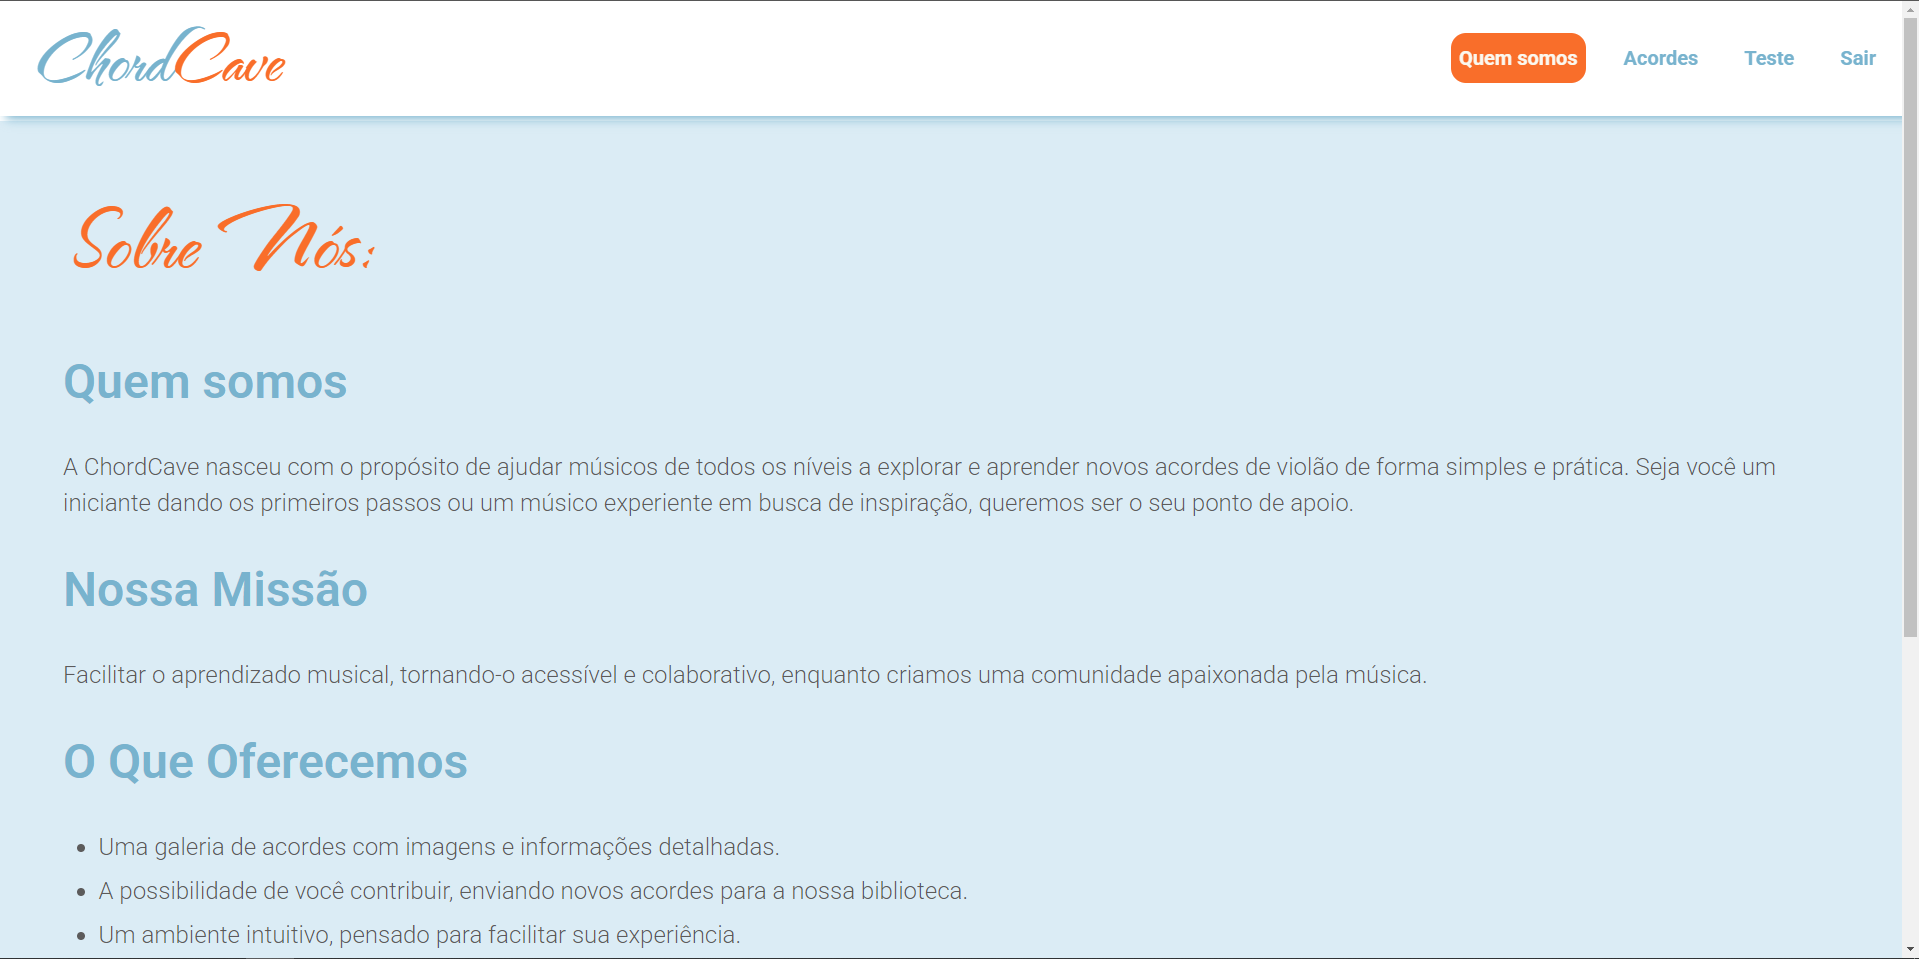 ChordCave
Quem somos
Acordes
Teste
Sair
Sobre Nós:
Quem somos
A ChordCave nasceu com o propósito de ajudar músicos de todos os níveis a explorar e aprender novos acordes de violão de forma simples e prática. Seja você um
iniciante dando os primeiros passos ou um músico experiente em busca de inspiração, queremos ser o seu ponto de apoio.
Nossa Missão
Facilitar o aprendizado musical, tornando-o acessível e colaborativo, enquanto criamos uma comunidade apaixonada pela música.
O Que Oferecemos
• Uma galeria de acordes com imagens e informações detalhadas.
• A possibilidade de você contribuir, enviando novos acordes para a nossa biblioteca.
• Um ambiente intuitivo, pensado para facilitar sua experiência.